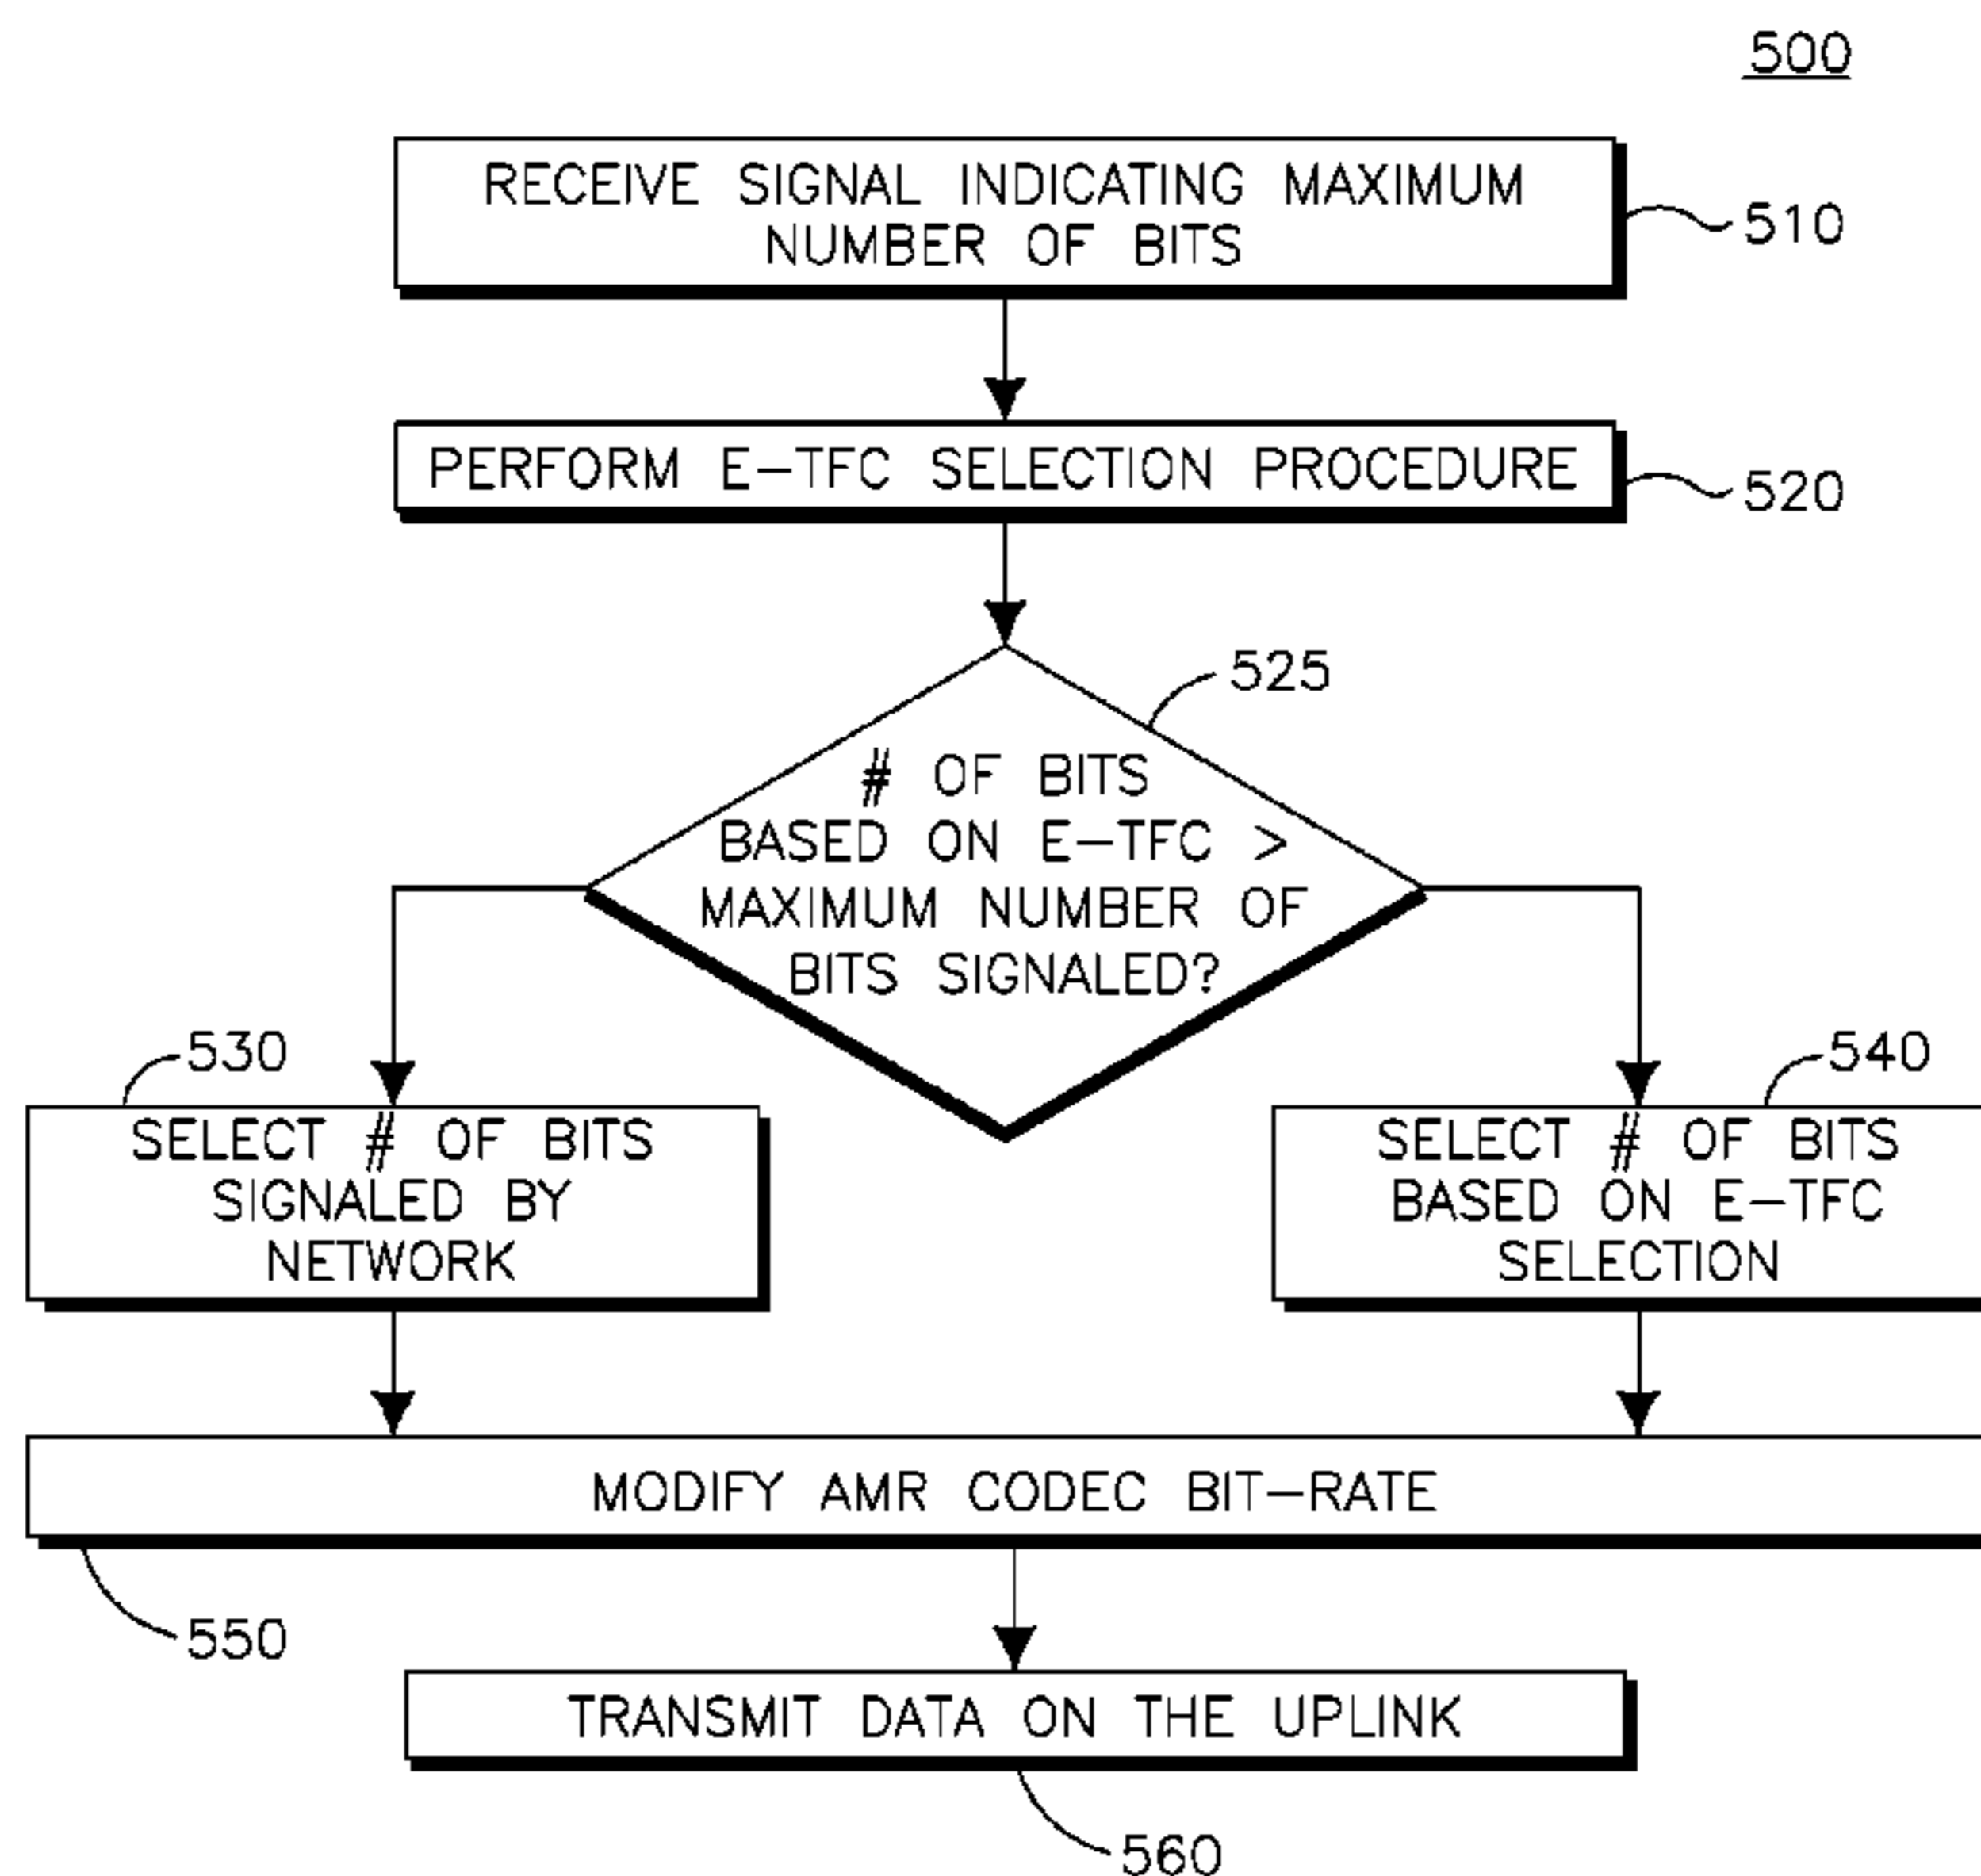 500
RECEIVE SIGNAL INDICATING MAXIMUM
NUMBER OF BITS
510
PERFORM E-TFC SELECTION PROCEDURE
520
525
# OF BITS
BASED ON E-TFC >
MAXIMUM NUMBER OF
BITS SIGNALED?
530
SELECT # OF BITS
SIGNALED BY
NETWORK
540
SELECT # OF BITS
BASED ON E-TFC
SELECTION
MODIFY AMR CODEC BIT-RATE
550
TRANSMIT DATA ON THE UPLINK
560